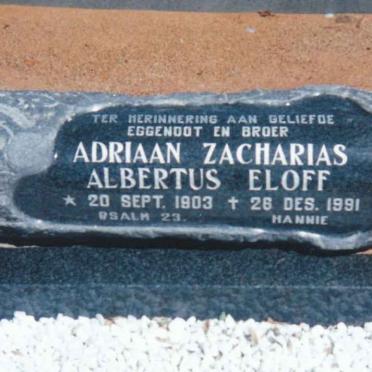 TER HERINNERING AAN GELIEFDE
EGGENOOT EN BROER
ADRIAAN ZACHARIAS
ALBERTUS ELOFF
* 20 SEPT. 1903 ✝ 26 DES. 1991
PSALM 23. HANNIE